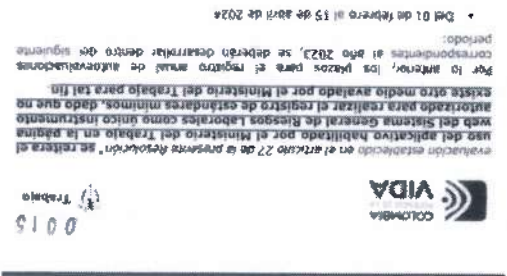 0015
COLOMBIA
VIDA
Trabajo
evaluación establecido en el artículo 27 de la presente Resolución" se reitera el
uso del aplicativo habilitado por el Ministerio del Trabajo en la página
web del Sistema General de Riesgos Laborales como único instrumento
autorizado para realizar el registro de estándares mínimos, dado que no
existe otro medio avalado por el Ministerio del Trabajo para tal fin.
Por lo anterior, los plazos para el registro anual de autoevaluaciones
correspondientes al año 2023, se deberán desarrollar dentro del siguiente
periodo:
• Del 01 de febrero al 15 de abril de 2024